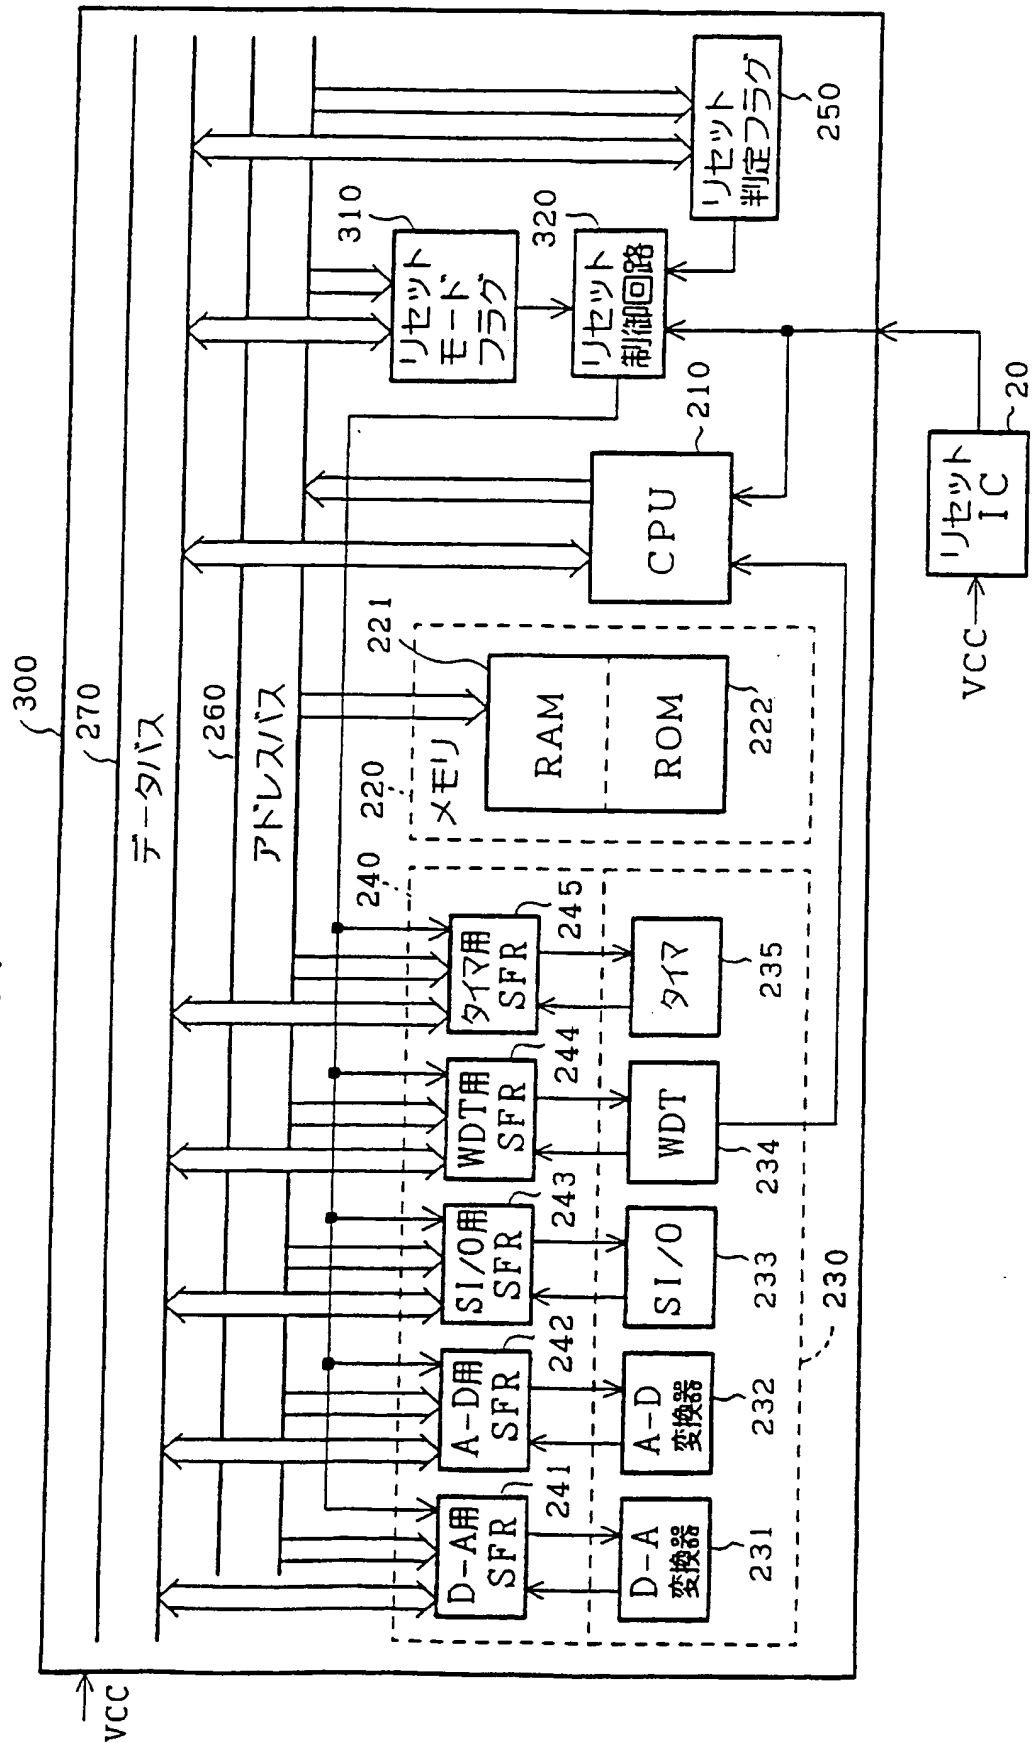 300
270
データバス
260
アドレスバス
VCC
240
220
メモリ
221
RAM
ROM
222
310
リセット
モード
フラグ
320
リセット
制御回路
リセット
判定フラグ
250
210
CPU
D-A用
SFR
241
A-D用
SFR
242
SI/O用
SFR
243
WDT用
SFR
244
タイマ用
SFR
245
D-A
変換器
231
A-D
変換器
232
SI/O
233
WDT
234
タイマ
235
230
VCC
リセット
IC
20